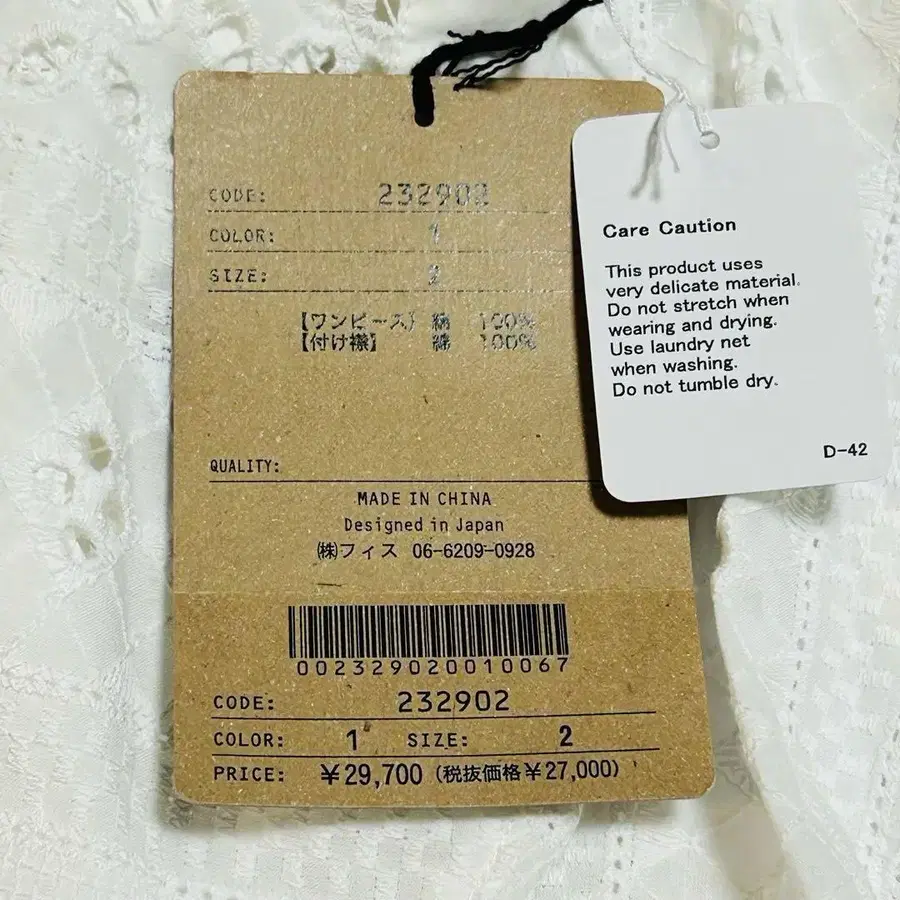 CODE: 232902
COLOR: 1
SIZE: 2
【ワンピース】 綿 100%
【付け襟】 綿 100%
QUALITY:
MADE IN CHINA
Designed in Japan
㈱フィス 06-6209-0928
002329020010067
CODE: 232902
COLOR: 1 SIZE: 2
PRICE: ¥29,700 (税抜価格¥27,000)
Care Caution
This product uses
very delicate material.
Do not stretch when
wearing and drying.
Use laundry net
when washing.
Do not tumble dry.
D-42